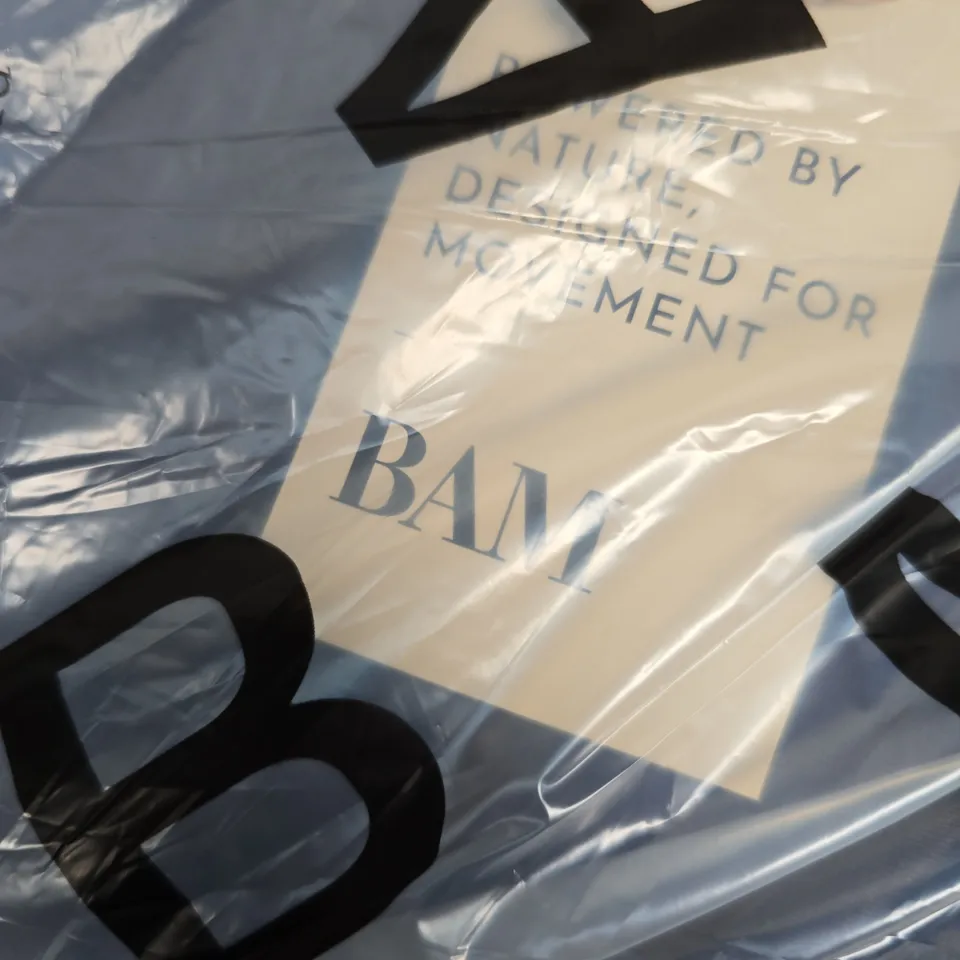 POWERED BY
NATURE,
DESIGNED FOR
MOVEMENT
BAM
B